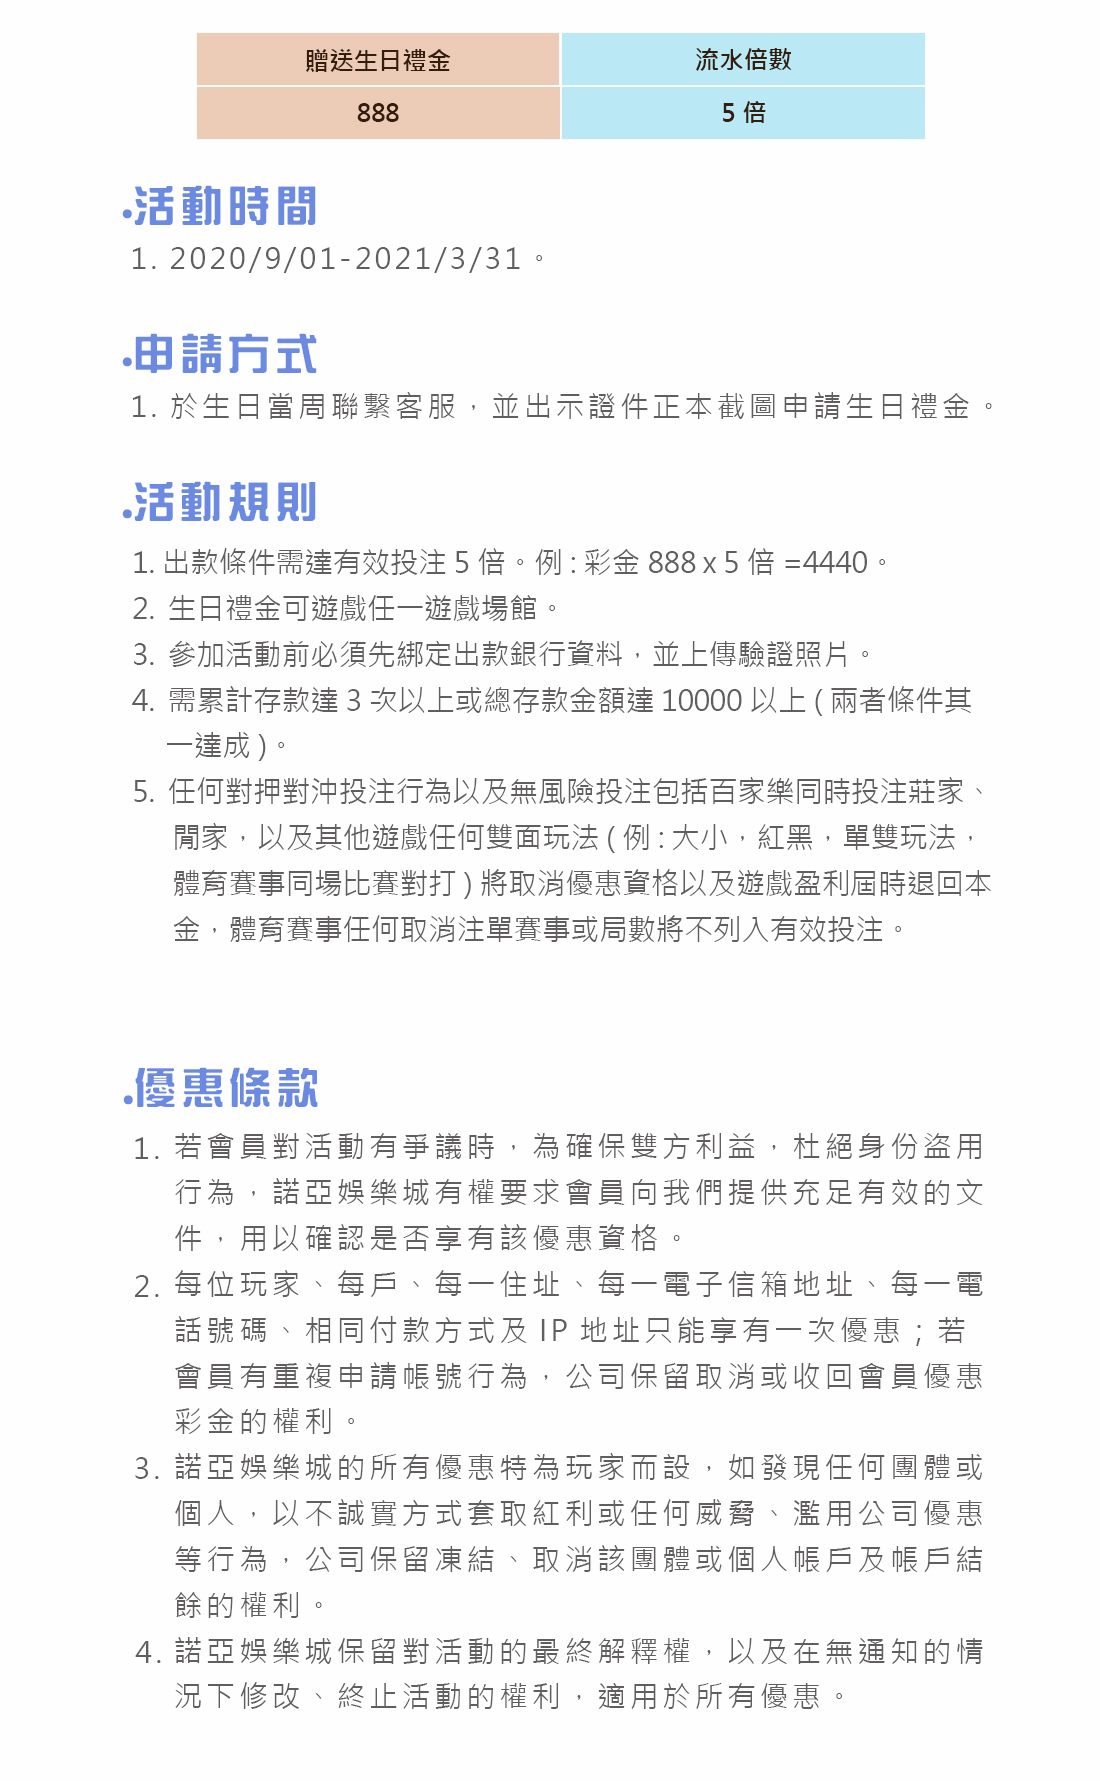 贈送生日禮金 流水倍數
888 5 倍
.活動時間
1. 2020/9/01-2021/3/31。
.申請方式
1. 於生日當周聯繫客服，並出示證件正本截圖申請生日禮金。
.活動規則
1. 出款條件需達有效投注 5 倍。例 : 彩金 888 x 5 倍 =4440。
2. 生日禮金可遊戲任一遊戲場館。
3. 參加活動前必須先綁定出款銀行資料，並上傳驗證照片。
4. 需累計存款達 3 次以上或總存款金額達 10000 以上 ( 兩者條件其
一達成 )。
5. 任何對押對沖投注行為以及無風險投注包括百家樂同時投注莊家、
閒家，以及其他遊戲任何雙面玩法 ( 例 : 大小，紅黑，單雙玩法，
體育賽事同場比賽對打 ) 將取消優惠資格以及遊戲盈利屆時退回本
金，體育賽事任何取消注單賽事或局數將不列入有效投注。
.優惠條款
1. 若會員對活動有爭議時，為確保雙方利益，杜絕身份盜用
行為，諾亞娛樂城有權要求會員向我們提供充足有效的文
件，用以確認是否享有該優惠資格。
2. 每位玩家、每戶、每一住址、每一電子信箱地址、每一電
話號碼、相同付款方式及 IP 地址只能享有一次優惠；若
會員有重複申請帳號行為，公司保留取消或收回會員優惠
彩金的權利。
3. 諾亞娛樂城的所有優惠特為玩家而設，如發現任何團體或
個人，以不誠實方式套取紅利或任何威脅、濫用公司優惠
等行為，公司保留凍結、取消該團體或個人帳戶及帳戶結
餘的權利。
4. 諾亞娛樂城保留對活動的最終解釋權，以及在無通知的情
況下修改、終止活動的權利，適用於所有優惠。